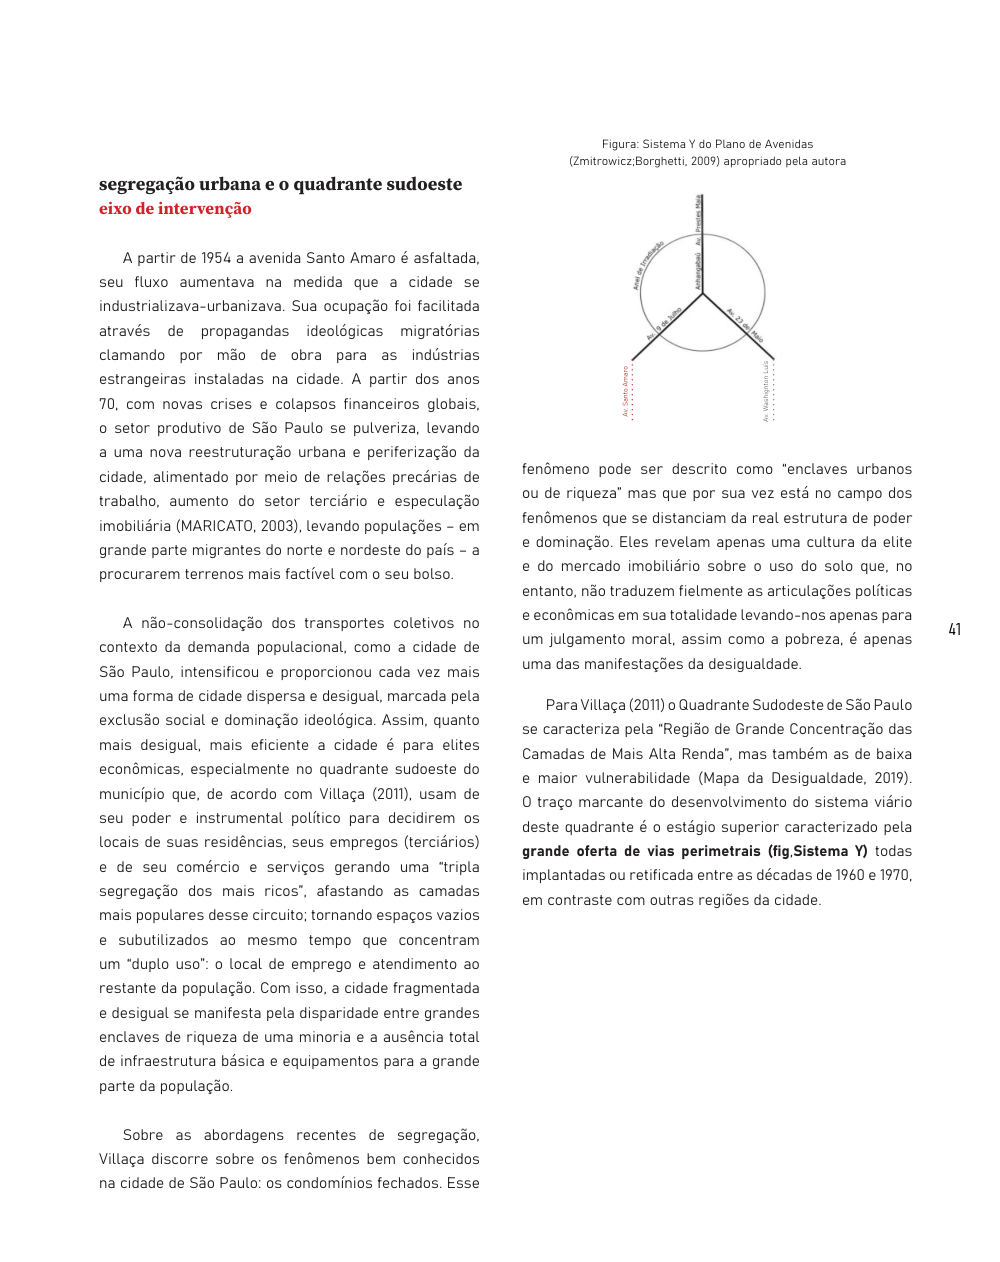 segregação urbana e o quadrante sudoeste
eixo de intervenção
A partir de 1954 a avenida Santo Amaro é asfaltada,
seu fluxo aumentava na medida que a cidade se
industrializava-urbanizava. Sua ocupação foi facilitada
através de propagandas ideológicas migratórias
clamando por mão de obra para as indústrias
estrangeiras instaladas na cidade. A partir dos anos
70, com novas crises e colapsos financeiros globais,
o setor produtivo de São Paulo se pulveriza, levando
a uma nova reestruturação urbana e periferização da
cidade, alimentado por meio de relações precárias de
trabalho, aumento do setor terciário e especulação
imobiliária (MARICATO, 2003), levando populações – em
grande parte migrantes do norte e nordeste do país – a
procurarem terrenos mais factível com o seu bolso.
A não-consolidação dos transportes coletivos no
contexto da demanda populacional, como a cidade de
São Paulo, intensificou e proporcionou cada vez mais
uma forma de cidade dispersa e desigual, marcada pela
exclusão social e dominação ideológica. Assim, quanto
mais desigual, mais eficiente a cidade é para elites
econômicas, especialmente no quadrante sudoeste do
município que, de acordo com Villaça (2011), usam de
seu poder e instrumental político para decidirem os
locais de suas residências, seus empregos (terciários)
e de seu comércio e serviços gerando uma “tripla
segregação dos mais ricos”, afastando as camadas
mais populares desse circuito; tornando espaços vazios
e subutilizados ao mesmo tempo que concentram
um “duplo uso”: o local de emprego e atendimento ao
restante da população. Com isso, a cidade fragmentada
e desigual se manifesta pela disparidade entre grandes
enclaves de riqueza de uma minoria e a ausência total
de infraestrutura básica e equipamentos para a grande
parte da população.
Sobre as abordagens recentes de segregação,
Villaça discorre sobre os fenômenos bem conhecidos
na cidade de São Paulo: os condomínios fechados. Esse
Figura: Sistema Y do Plano de Avenidas
(Zmitrowicz;Borghetti, 2009) apropriado pela autora
Av. Prestes Maia
Anhangabaú
Anel de Irradiação
Av. 9 de Julho
Av. 23 de Maio
Av. Santo Amaro
Av. Washignton Luís
fenômeno pode ser descrito como “enclaves urbanos
ou de riqueza” mas que por sua vez está no campo dos
fenômenos que se distanciam da real estrutura de poder
e dominação. Eles revelam apenas uma cultura da elite
e do mercado imobiliário sobre o uso do solo que, no
entanto, não traduzem fielmente as articulações políticas
e econômicas em sua totalidade levando-nos apenas para
um julgamento moral, assim como a pobreza, é apenas
uma das manifestações da desigualdade.
Para Villaça (2011) o Quadrante Sudodeste de São Paulo
se caracteriza pela “Região de Grande Concentração das
Camadas de Mais Alta Renda”, mas também as de baixa
e maior vulnerabilidade (Mapa da Desigualdade, 2019).
O traço marcante do desenvolvimento do sistema viário
deste quadrante é o estágio superior caracterizado pela
grande oferta de vias perimetrais (fig,Sistema Y) todas
implantadas ou retificada entre as décadas de 1960 e 1970,
em contraste com outras regiões da cidade.
41